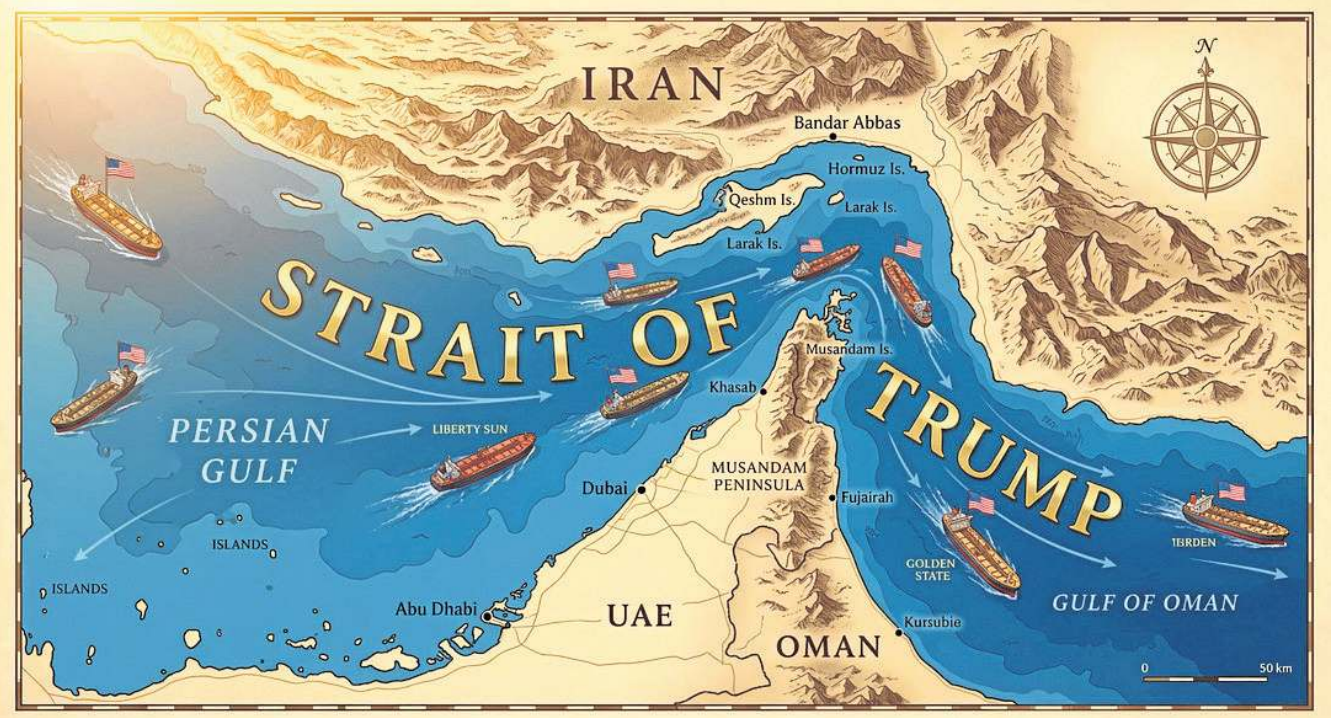 N
IRAN
Bandar Abbas
Hormuz Is.
Qeshm Is.
Larak Is.
Larak Is.
STRAIT OF
TRUMP
Musandam Is.
Khasab
PERSIAN
GULF
LIBERTY SUN
MUSANDAM
PENINSULA
Dubai
Fujairah
ISLANDS
ISLANDS
GOLDEN
STATE
Abu Dhabi
UAE
OMAN
Kursubie
GULF OF OMAN
0 50 km